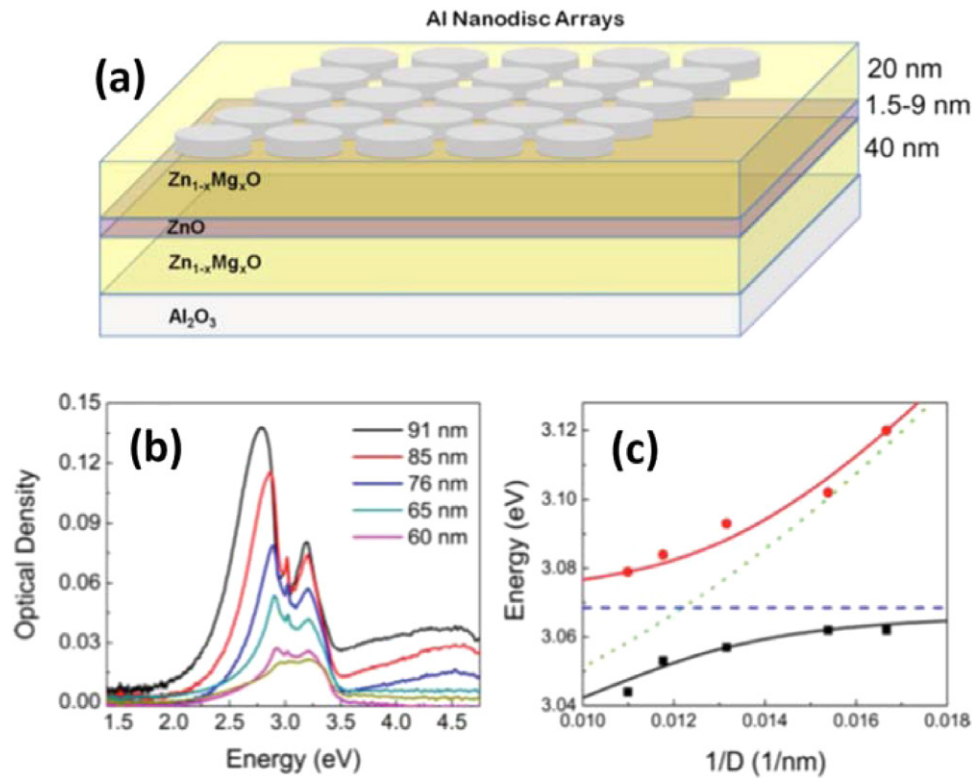 Al Nanodisc Arrays
(a)
20 nm
1.5-9 nm
40 nm
Zn1-xMgxO
ZnO
Zn1-xMgxO
Al2O3
(b)
0.15
0.12
0.09
0.06
0.03
0.00
Optical Density
91 nm
85 nm
76 nm
65 nm
60 nm
1.5 2.0 2.5 3.0 3.5 4.0 4.5
Energy (eV)
(c)
3.12
3.10
3.08
3.06
3.04
Energy (eV)
0.010 0.012 0.014 0.016 0.018
1/D (1/nm)